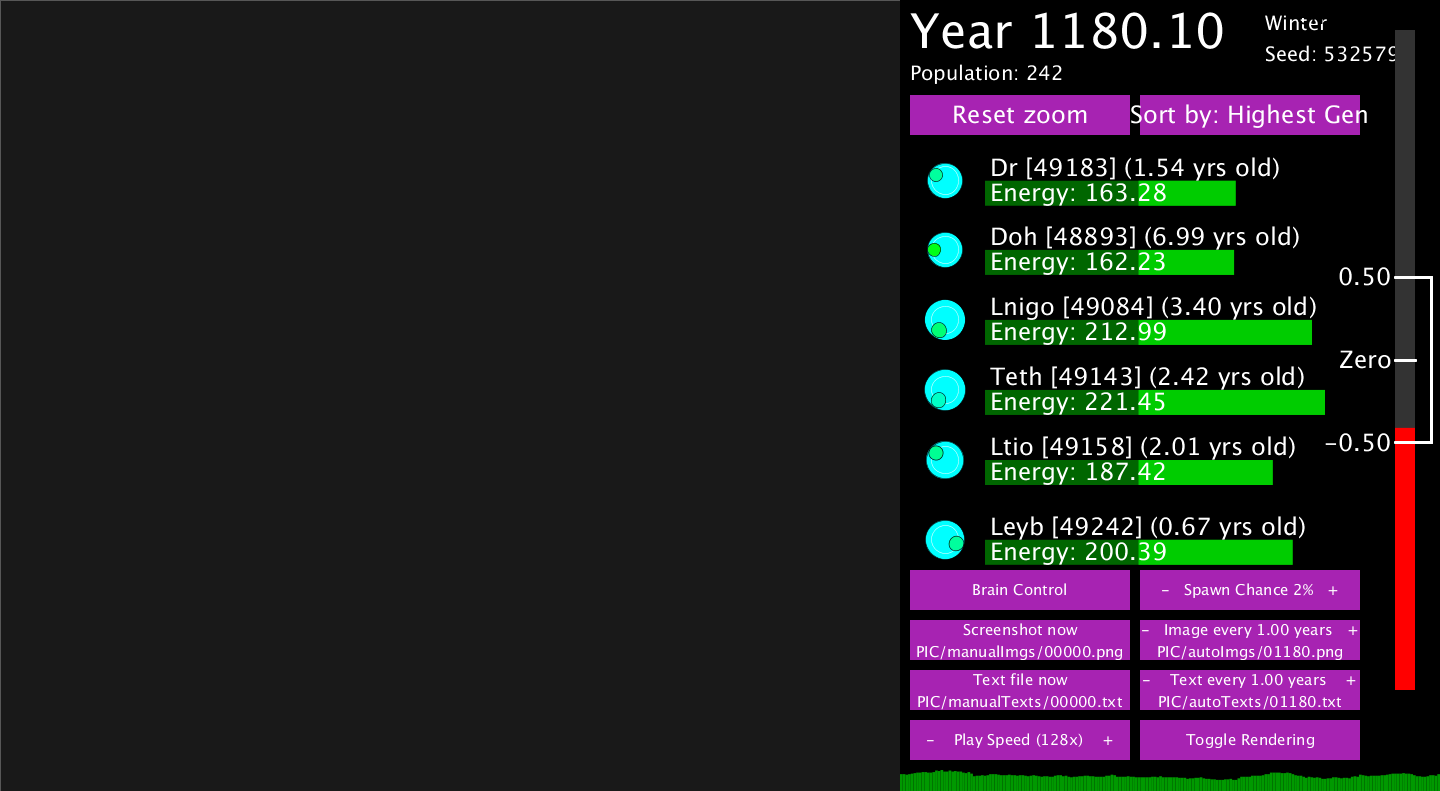 Year 1180.10
Winter
Seed: 532579
Population: 242
Reset zoom
Sort by: Highest Gen
Dr [49183] (1.54 yrs old)
Energy: 163.28
Doh [48893] (6.99 yrs old)
Energy: 162.23
Lnigo [49084] (3.40 yrs old)
Energy: 212.99
Teth [49143] (2.42 yrs old)
Energy: 221.45
Ltio [49158] (2.01 yrs old)
Energy: 187.42
Leyb [49242] (0.67 yrs old)
Energy: 200.39
0.50
Zero
-0.50
Brain Control
- Spawn Chance 2% +
Screenshot now
PIC/manualImgs/00000.png
- Image every 1.00 years +
PIC/autoImgs/01180.png
Text file now
PIC/manualTexts/00000.txt
- Text every 1.00 years +
PIC/autoTexts/01180.txt
- Play Speed (128x) +
Toggle Rendering